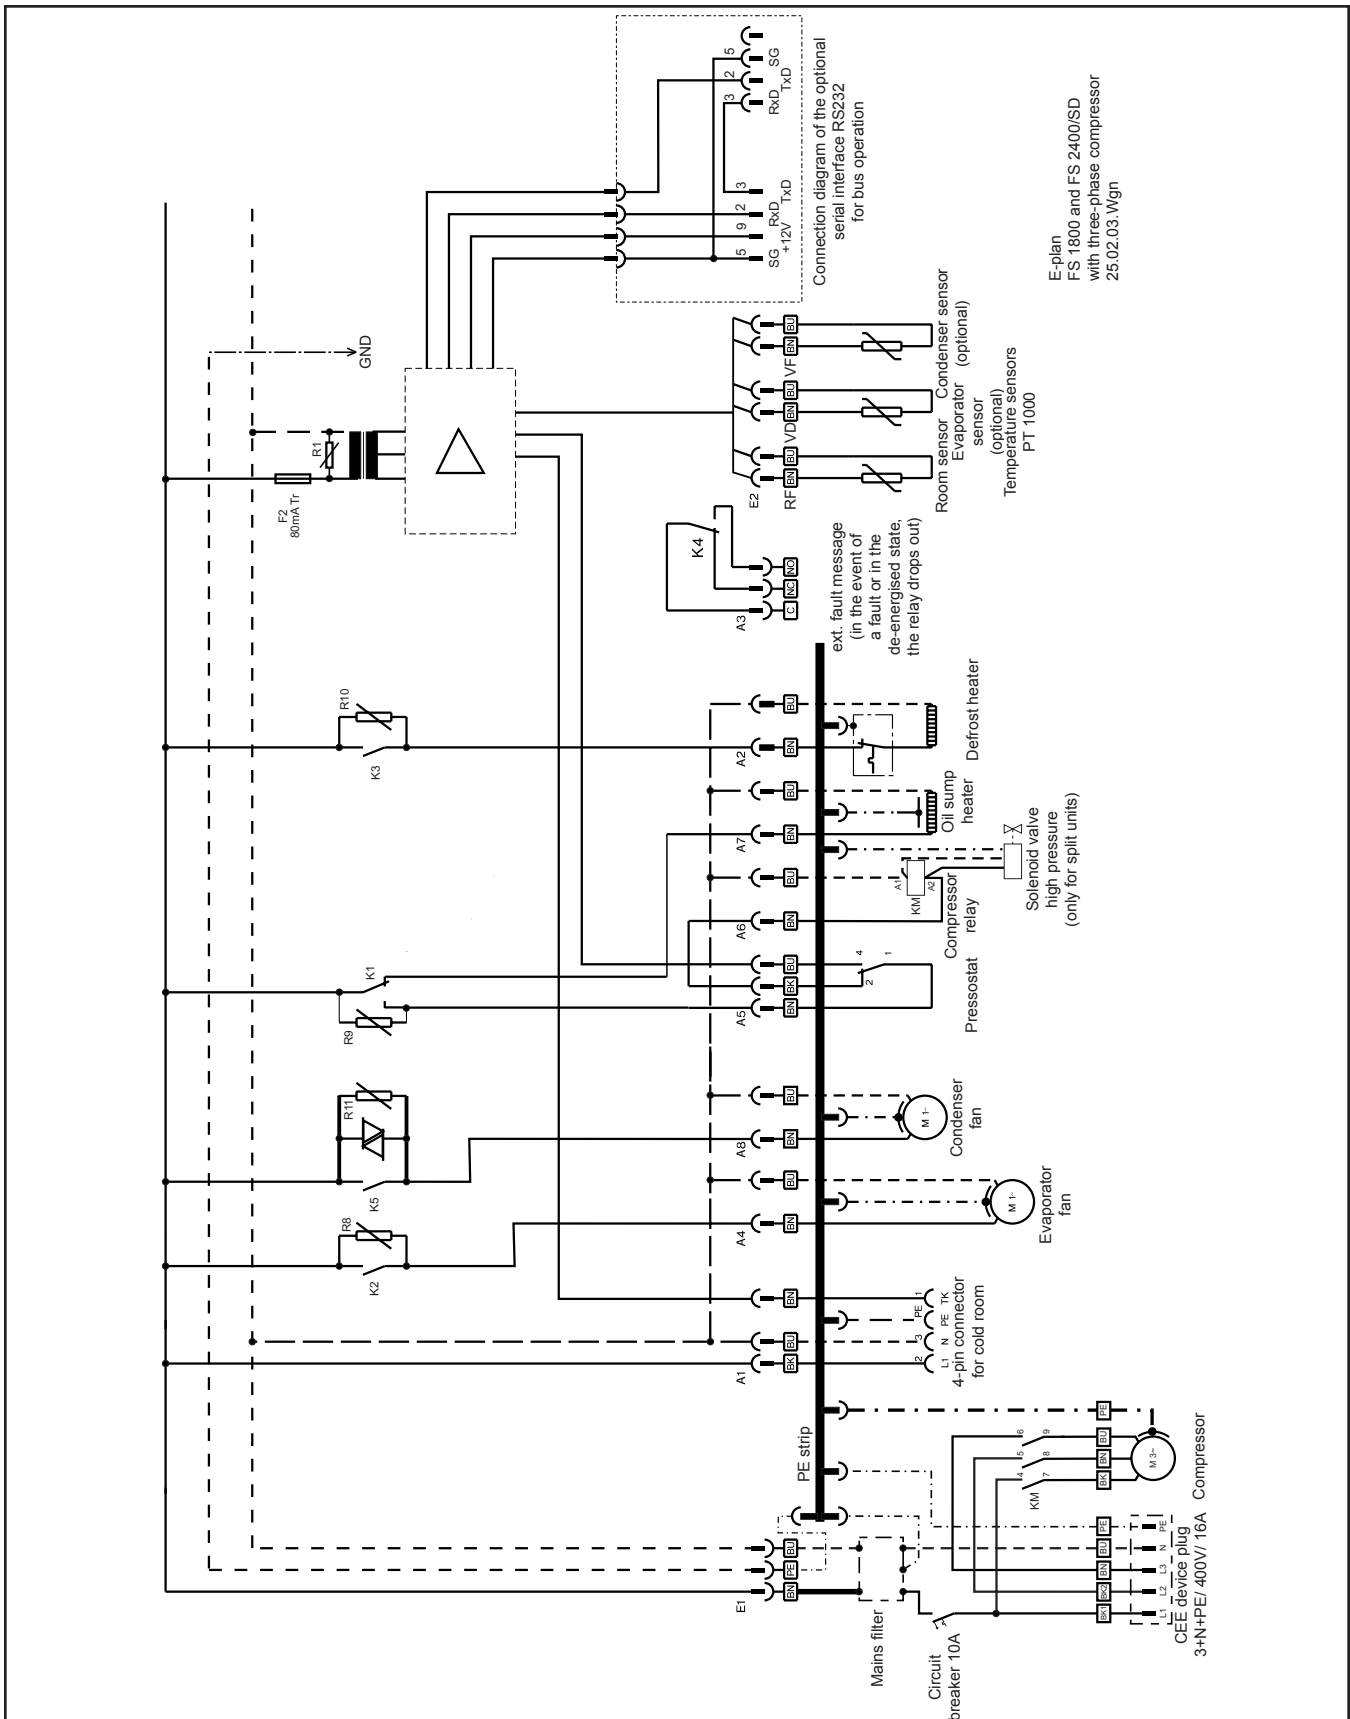 SG
5
TxD
2
RxD
3
TxD
3
RxD
2
+12V
9
SG
5
Connection diagram of the optional
serial interface RS232
for bus operation
E-plan
FS 1800 and FS 2400/SD
with three-phase compressor
25.02.03.Wgn
GND
R1
F2
80mA Tr
E2
RF
BN
BU
VD
BN
BU
VF
BN
BU
Room sensor
Evaporator
sensor
(optional)
Condenser sensor
(optional)
Temperature sensors
PT 1000
K4
A3
C
NC
NO
ext. fault message
(in the event of
a fault or in the
de-energised state,
the relay drops out)
R10
K3
A2
BN
BU
Defrost heater
A7
BN
BU
Oil sump
heater
A6
BN
BU
A1
A2
KM
Compressor
relay
Solenoid valve
high pressure
(only for split units)
K1
R9
A5
BN
BK
BU
4
2
1
Pressostat
R11
K5
A8
BN
BU
M 1~
Condenser
fan
R8
K2
A4
BN
BU
M 1~
Evaporator
fan
A1
BK
BU
BN
2
3
PE
1
L1
N
PE
TK
4-pin connector
for cold room
PE strip
E1
BN
PE
BU
Mains filter
Circuit
breaker 10A
KM
4
5
6
7
8
9
BK
BN
BU
PE
M 3~
Compressor
BK1
BK2
BN
BU
PE
L1
L2
L3
N
PE
CEE device plug
3+N+PE/ 400V/ 16A